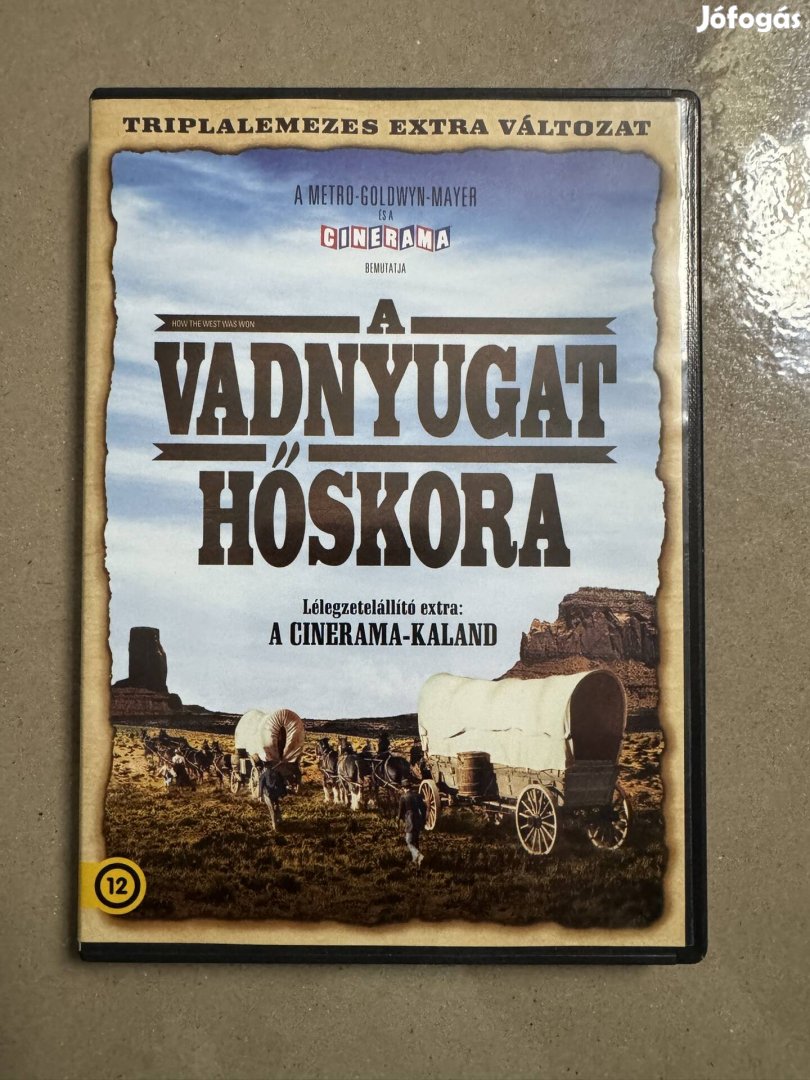 Jófogás
TRIPLALEMEZES EXTRA VÁLTOZAT
A METRO-GOLDWYN-MAYER
ÉS A
CINERAMA
BEMUTATJA
A
HOW THE WEST WAS WON
VADNYUGAT
HŐSKORA
Lélegzetelállító extra:
A CINERAMA-KALAND
12